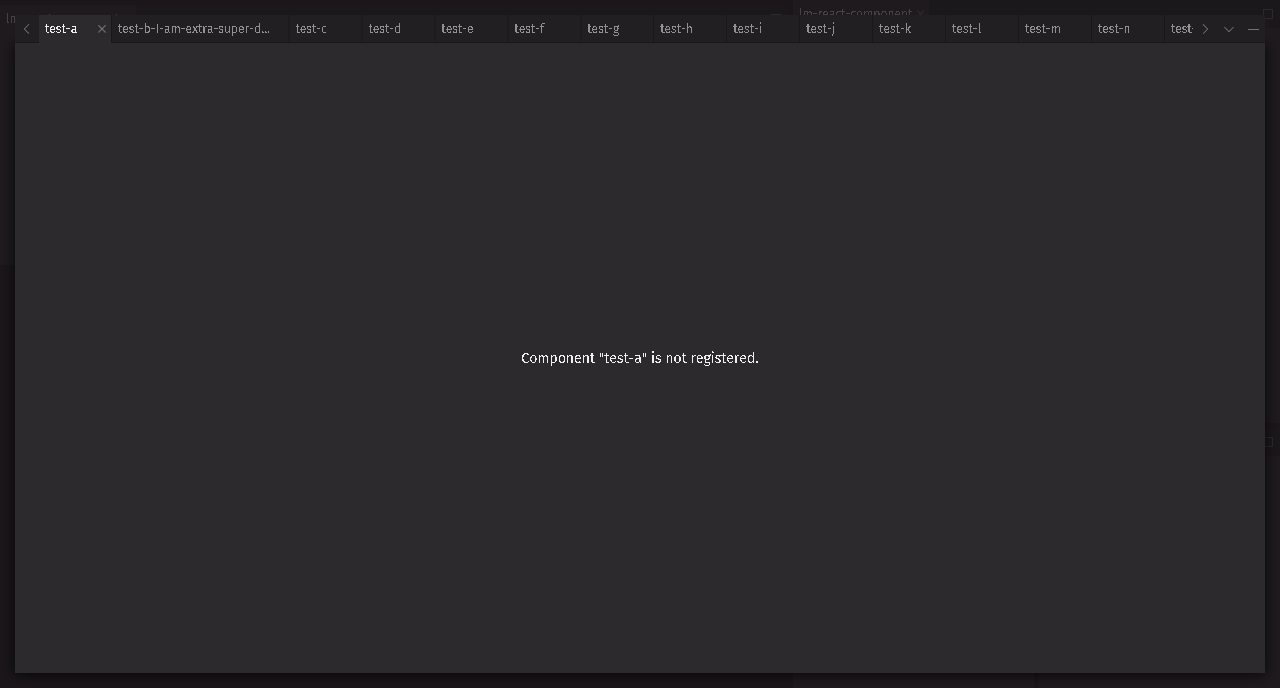 lm-react-component
test-a test-b-I-am-extra-super-d... test-c test-d test-e test-f test-g test-h test-i test-j test-k test-l test-m test-n test-
Component "test-a" is not registered.